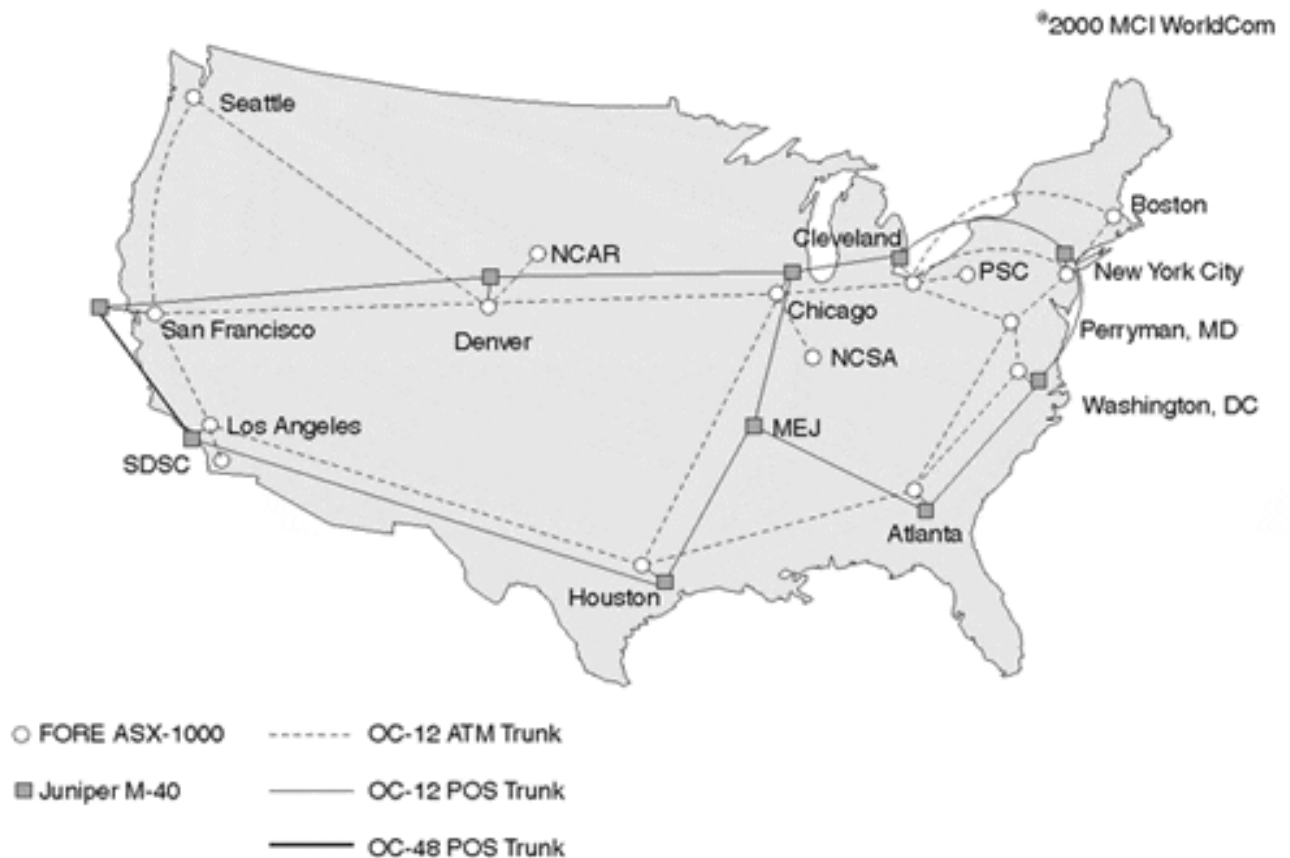 ®2000 MCI WorldCom
Seattle
Boston
Cleveland
NCAR
PSC
New York City
Chicago
San Francisco
Denver
Perryman, MD
NCSA
Washington, DC
Los Angeles
MEJ
SDSC
Atlanta
Houston
FORE ASX-1000
OC-12 ATM Trunk
Juniper M-40
OC-12 POS Trunk
OC-48 POS Trunk